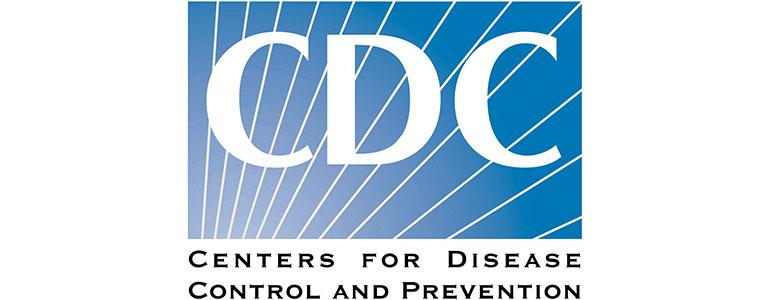 CDC
CENTERS FOR DISEASE
CONTROL AND PREVENTION